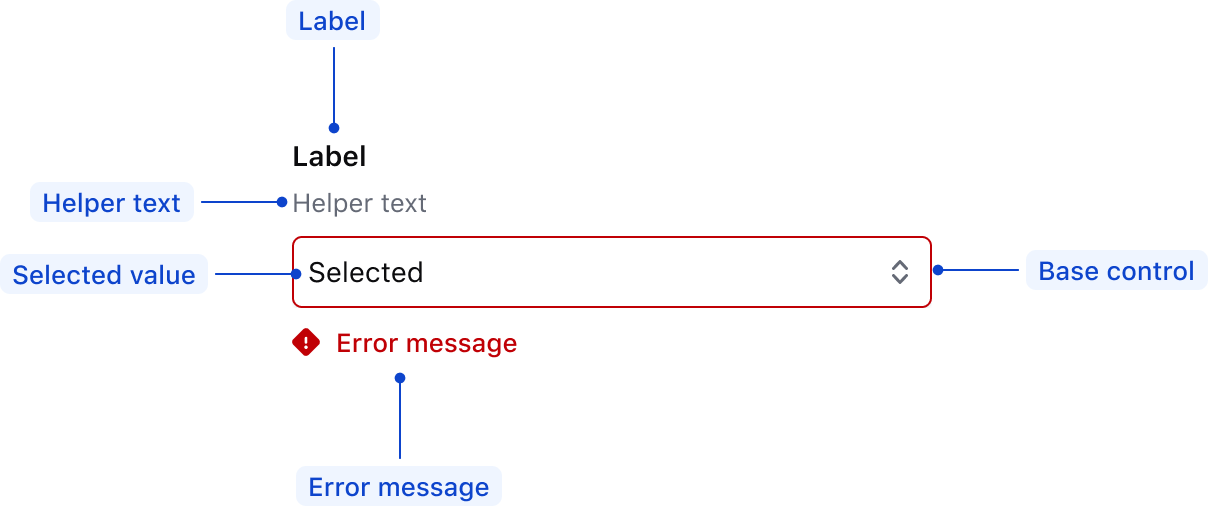 Label
Label
Helper text
Helper text
Selected value
Selected
Base control
Error message
Error message